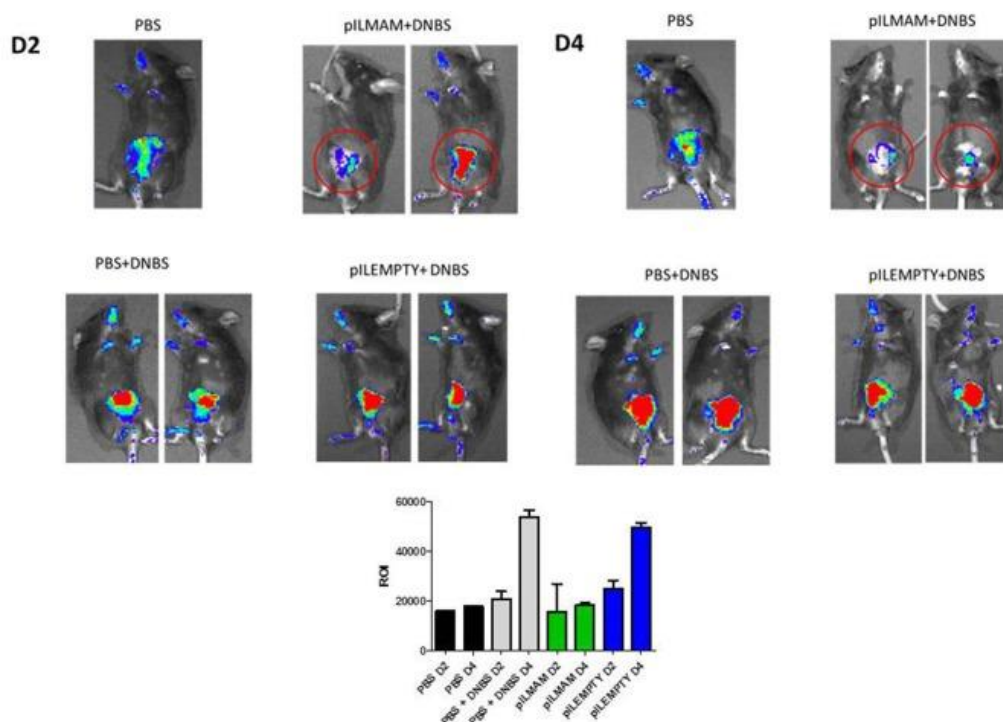 D2
PBS
pILMAM+DNBS
D4
PBS
pILMAM+DNBS
PBS+DNBS
pILEMPTY+ DNBS
PBS+DNBS
pILEMPTY+DNBS
60000
40000
20000
0
ROI
PBS D2
PBS D4
PBS + DNBS D2
PBS + DNBS D4
pILMAM D2
pILMAM D4
pILEMPTY D2
pILEMPTY D4